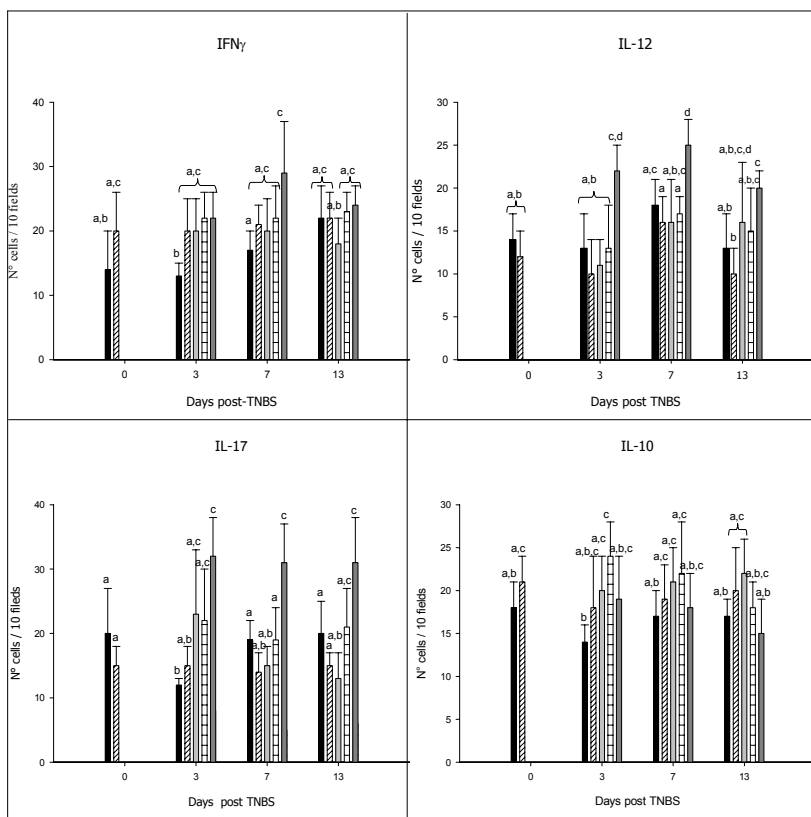 IFNγ
40
30
20
10
0
N° cells / 10 fields
a,b
a,c
b
a,c
a
a,c
c
a,c
a,b
a,c
0
3
7
13
Days post-TNBS
IL-12
30
25
20
15
10
5
0
N° cells / 10 fields
a,b
a,b
c,d
a,c
a
a,b,c
a
d
a,b
b
a,b,c,d
a,b,c
c
0
3
7
13
Days post TNBS
IL-17
40
30
20
10
0
N° cells / 10 fileds
a
a
b
a,b
a,c
a,c
c
a
a,b
a,b
a
c
a
a
a,b
a,c
c
0
3
7
13
Days post TNBS
IL-10
30
25
20
15
10
5
0
N° cells / 10 fields
a,b
a,c
b
a,b,c
a,c
c
a,b,c
a,b
a,c
a,c
a,c
a,b,c
a,b
a,c
a,b,c
a,b
0
3
7
13
Days post TNBS